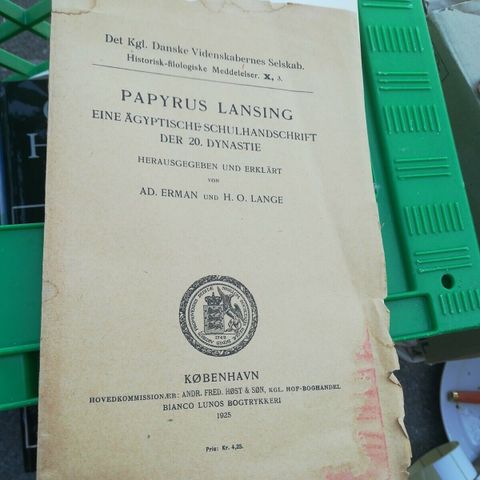 Det Kgl. Danske Videnskabernes Selskab.
Historisk-filologiske Meddelelser. X, 3.
PAPYRUS LANSING
EINE ÄGYPTISCHE SCHULHANDSCHRIFT
DER 20. DYNASTIE
HERAUSGEGEBEN UND ERKLÄRT
VON
AD. ERMAN UND H. O. LANGE
KØBENHAVN
HOVEDKOMMISSIONÆR: ANDR. FRED. HØST & SØN, KGL. HOF-BOGHANDEL
BIANCO LUNOS BOGTRYKKERI
1925
Pris: Kr. 4,25.